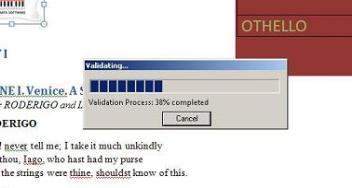 OTHELLO
T I
Validating...
NE I. Venice, A S
RODERIGO and L
Validation Process: 38% completed
DERIGO
Cancel
never tell me; I take it much unkindly
thou, Iago, who hast had my purse
the strings were thine, shouldst know of this.